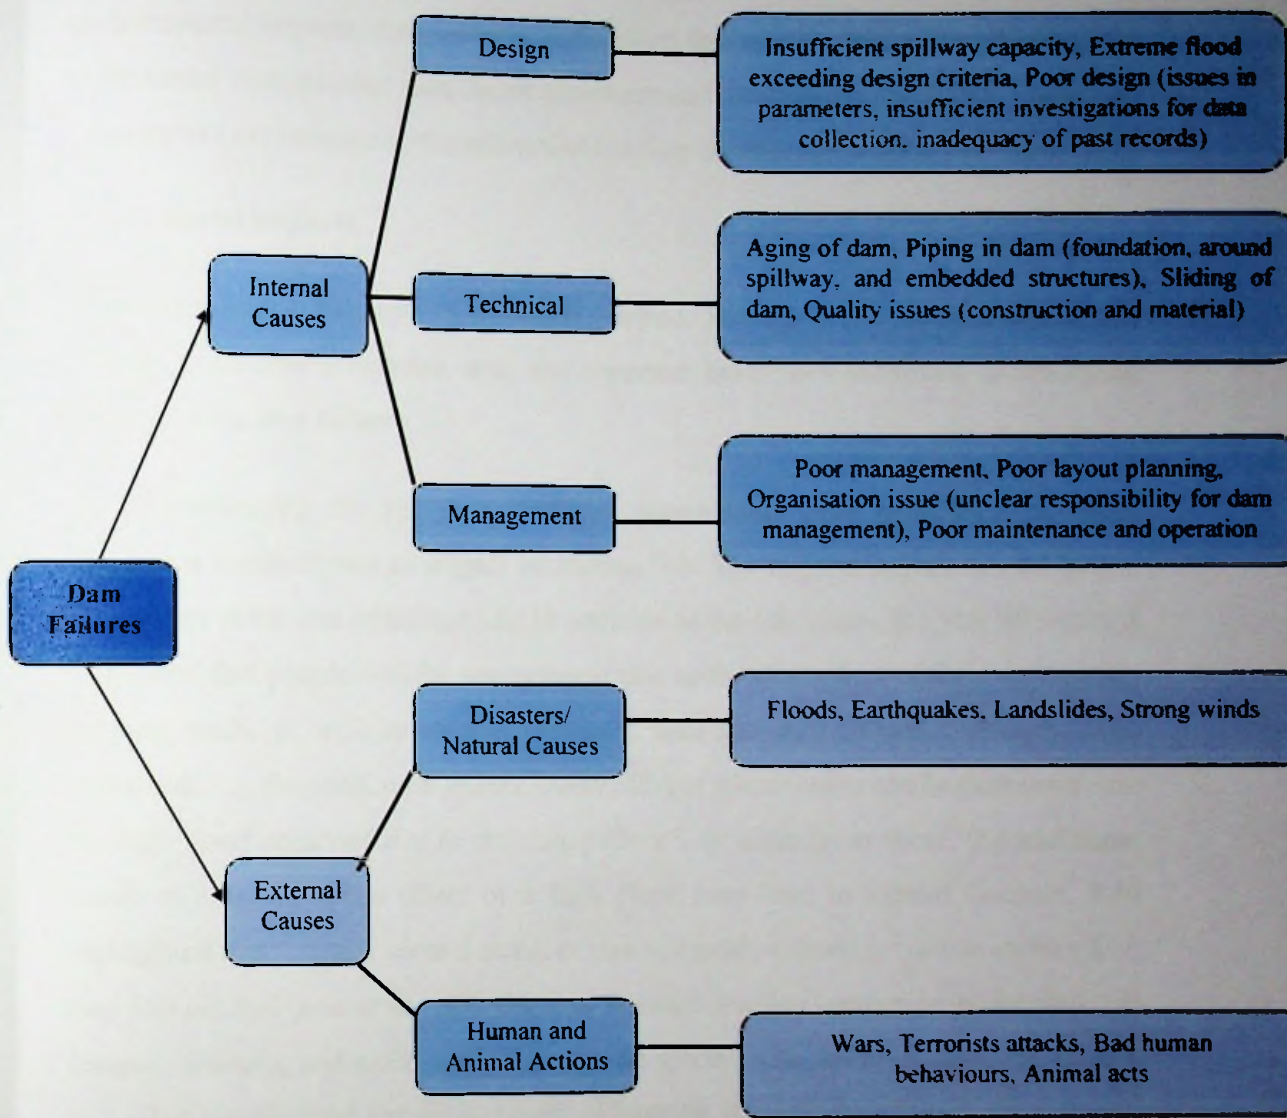 Design
Insufficient spillway capacity, Extreme flood
exceeding design criteria, Poor design (issues in
parameters, insufficient investigations for data
collection, inadequacy of past records)
Internal
Causes
Technical
Aging of dam, Piping in dam (foundation, around
spillway, and embedded structures), Sliding of
dam, Quality issues (construction and material)
Management
Poor management, Poor layout planning,
Organisation issue (unclear responsibility for dam
management), Poor maintenance and operation
Dam
Failures
Disasters/
Natural Causes
Floods, Earthquakes, Landslides, Strong winds
External
Causes
Human and
Animal Actions
Wars, Terrorists attacks, Bad human
behaviours, Animal acts